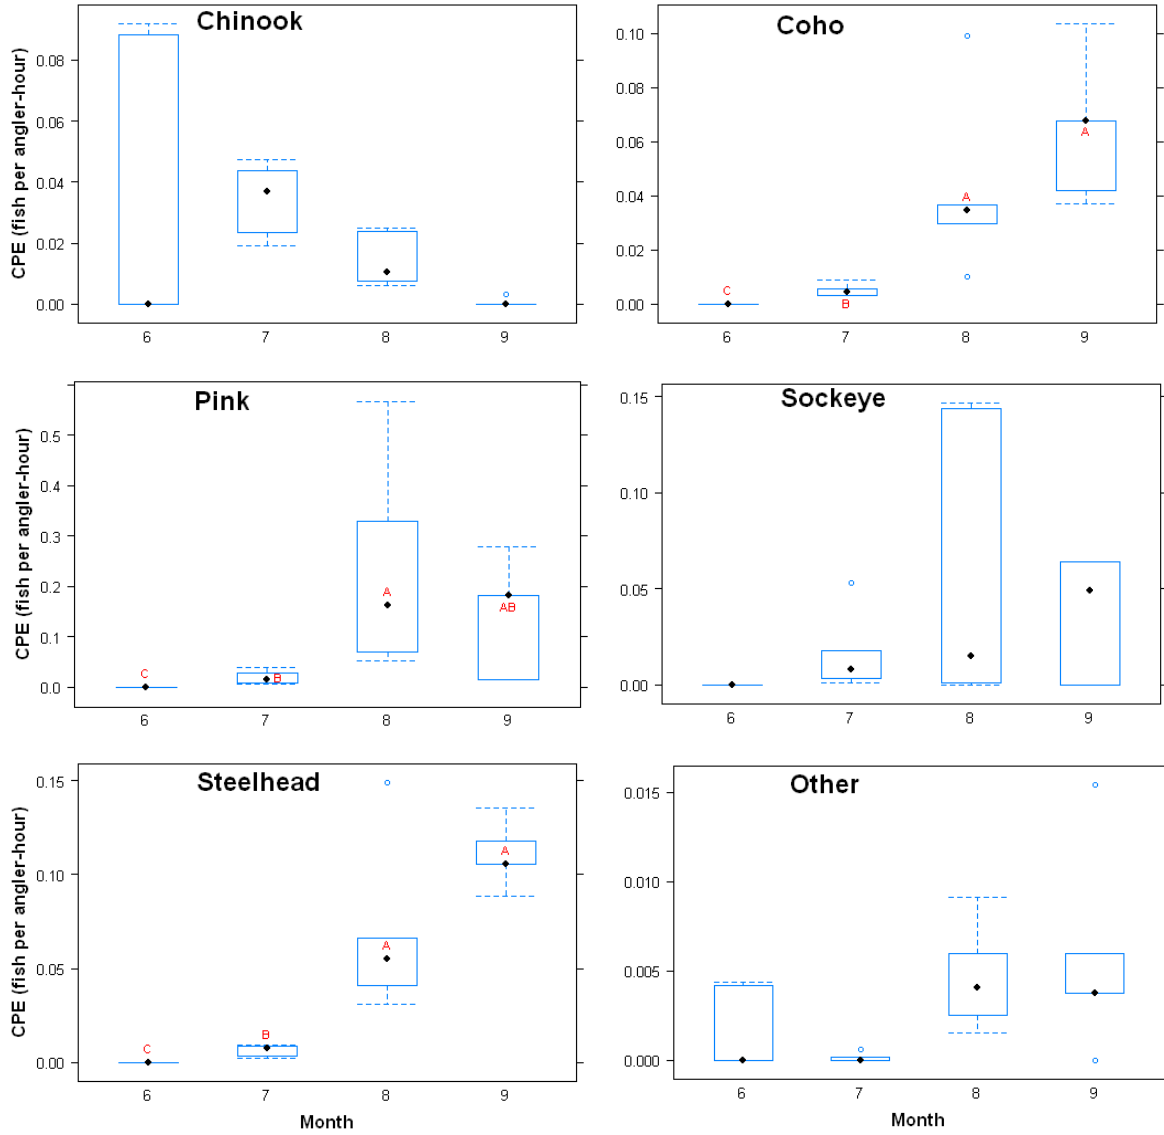 Chinook
CPE (fish per angler-hour)
0.08
0.06
0.04
0.02
0.00
6 7 8 9
Coho
0.10
0.08
0.06
0.04
0.02
0.00
C B A A
6 7 8 9
Pink
CPE (fish per angler-hour)
0.5
0.4
0.3
0.2
0.1
0.0
C B A AB
6 7 8 9
Sockeye
0.15
0.10
0.05
0.00
6 7 8 9
Steelhead
CPE (fish per angler-hour)
0.15
0.10
0.05
0.00
C B A A
6 7 8 9
Month
Other
0.015
0.010
0.005
0.000
6 7 8 9
Month